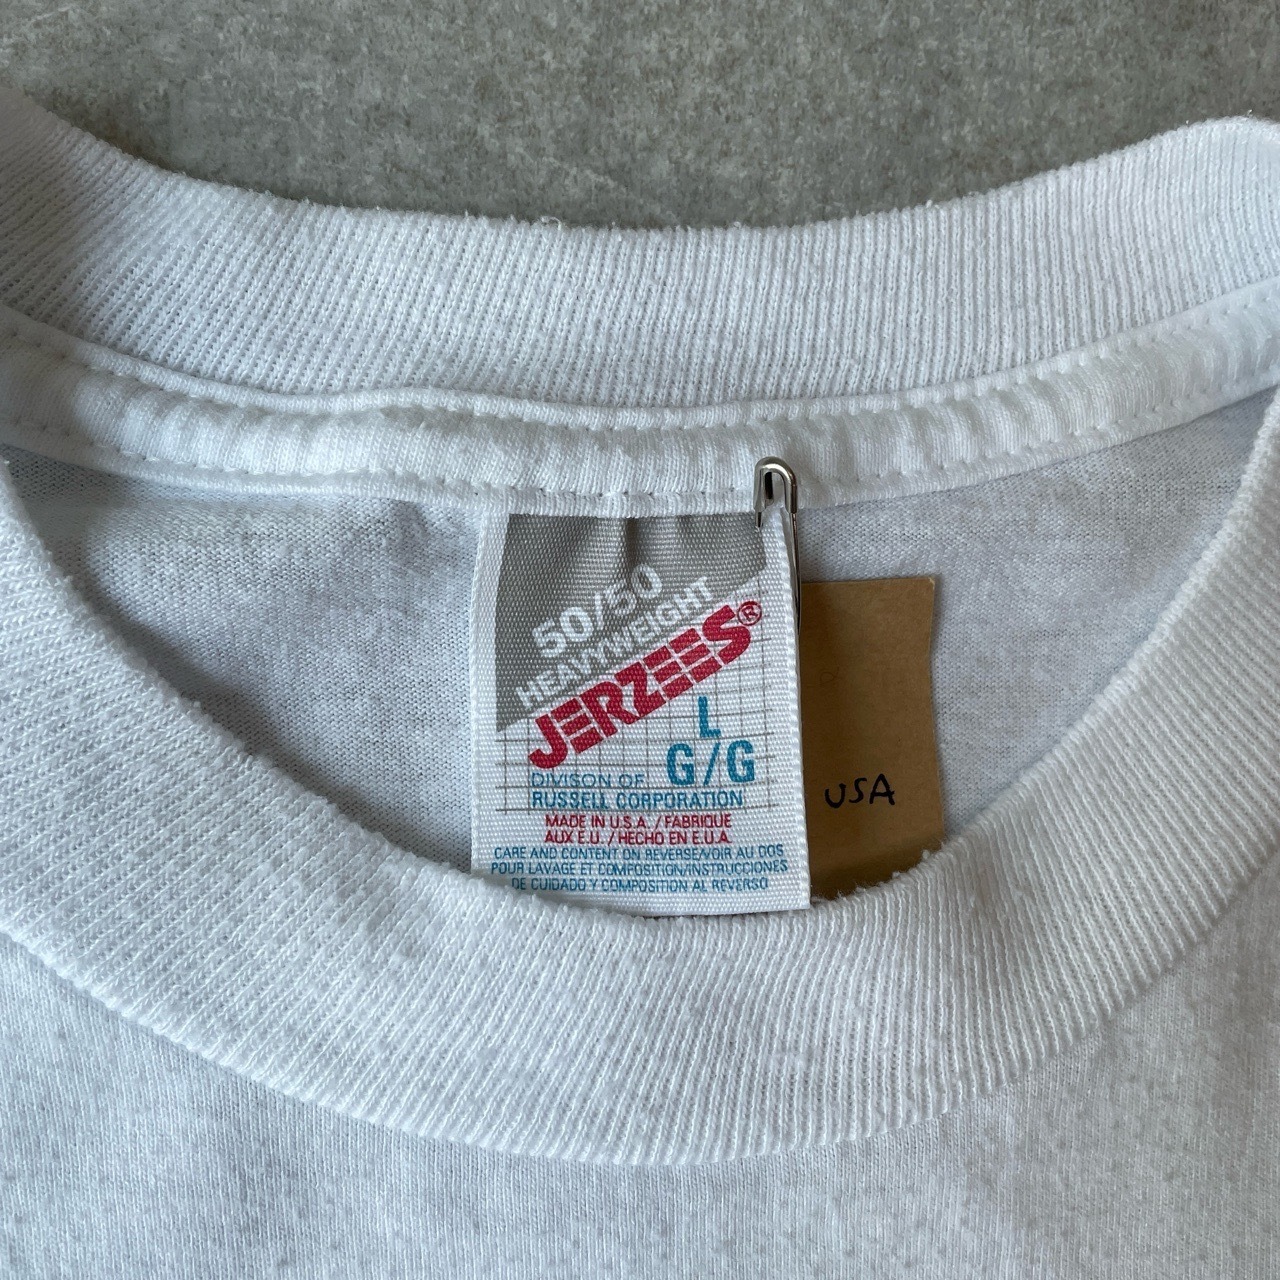 50/50
HEAVYWEIGHT
JERZEES®
L
G/G
DIVISON OF
RUSSELL CORPORATION
MADE IN U.S.A. / FABRIQUE
AUX E.U. / HECHO EN E.U.A.
CARE AND CONTENT ON REVERSE/VOIR AU DOS
POUR LAVAGE ET COMPOSITION/INSTRUCCIONES
DE CUIDADO Y COMPOSITION AL REVERSO
USA